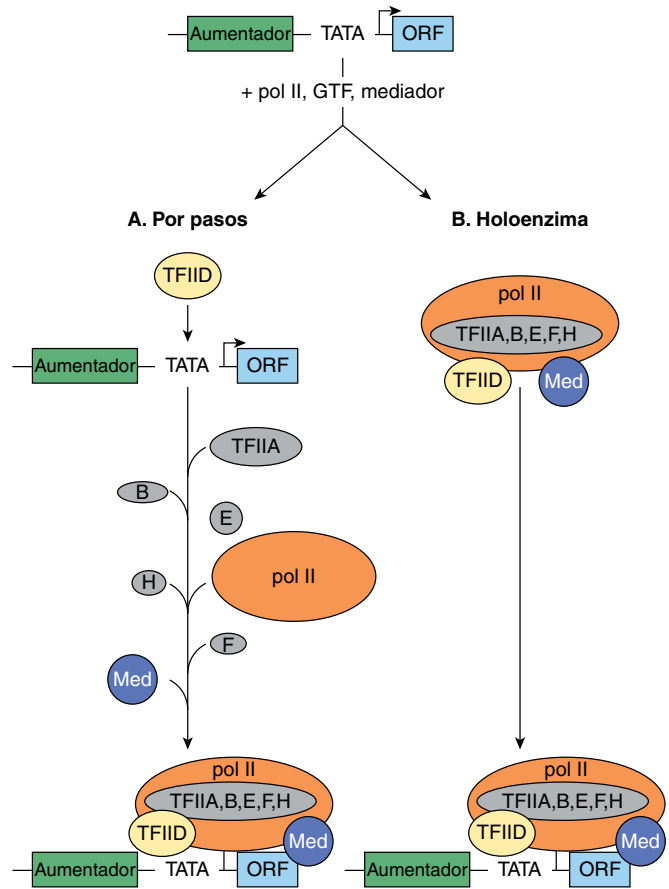 Aumentador TATA ORF
+ pol II, GTF, mediador
A. Por pasos
B. Holoenzima
TFIID
Aumentador TATA ORF
TFIIA
B
E
pol II
H
F
Med
pol II
TFIIA,B,E,F,H
TFIID
Med
Aumentador TATA ORF
pol II
TFIIA,B,E,F,H
TFIID
Med
pol II
TFIIA,B,E,F,H
TFIID
Med
Aumentador TATA ORF